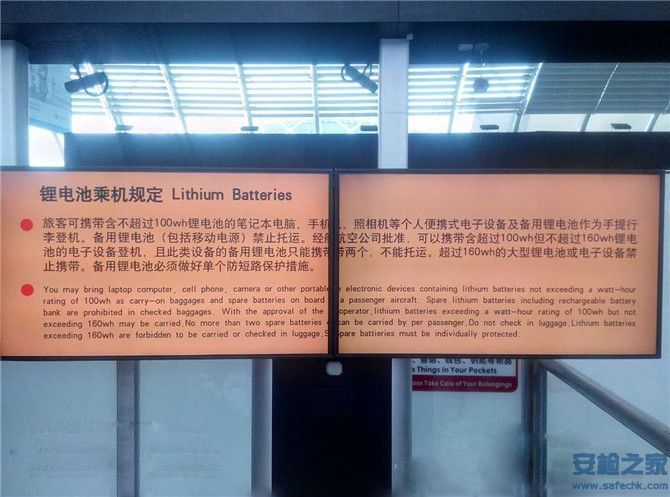 锂电池乘机规定 Lithium Batteries
旅客可携带含不超过100wh锂电池的笔记本电脑、手机、照相机等个人便携式电子设备及备用锂电池作为手提行
李登机。备用锂电池（包括移动电源）禁止托运。经航空公司批准，可以携带含超过100wh但不超过160wh锂电
池的电子设备登机，且此类设备的备用锂电池只能携带两个，不能托运。超过160wh的大型锂电池或电子设备禁
止携带。备用锂电池必须做好单个防短路保护措施。
You may bring laptop computer, cell phone, camera or other portable electronic devices containing lithium batteries not exceeding a watt-hour
rating of 100wh as carry-on baggages and spare batteries on board a passenger aircraft. Spare lithium batteries including rechargeable battery
bank are prohibited in checked baggages. With the approval of the operator,lithium batteries exceeding a watt-hour rating of 100wh but not
exceeding 160wh may be carried.No more than two spare batteries can be carried by per passenger.Do not check in luggage.Lithium batteries
exceeding 160wh are forbidden to be carried or checked in luggage.Spare batteries must be individually protected.
钱包、钥匙等物品
Things in Your Pockets
Please Take Care of Your Belongings
安检之家
www.safechk.com